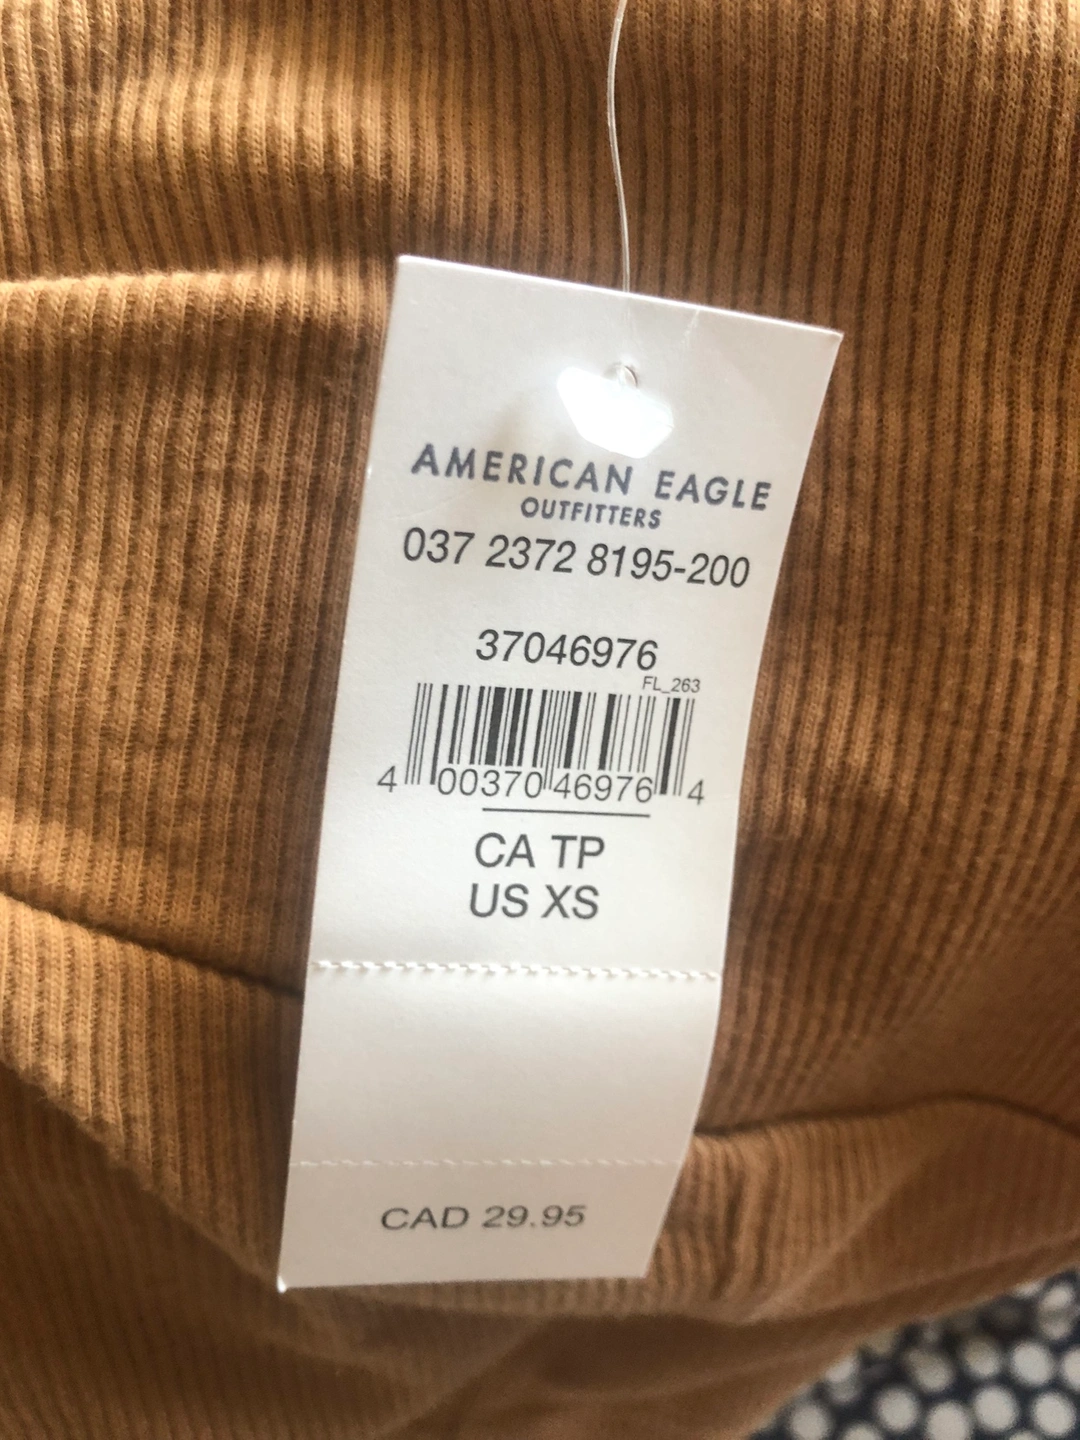 AMERICAN EAGLE
OUTFITTERS
037 2372 8195-200
37046976
FL_263
4 00370 46976 4
CA TP
US XS
CAD 29.95